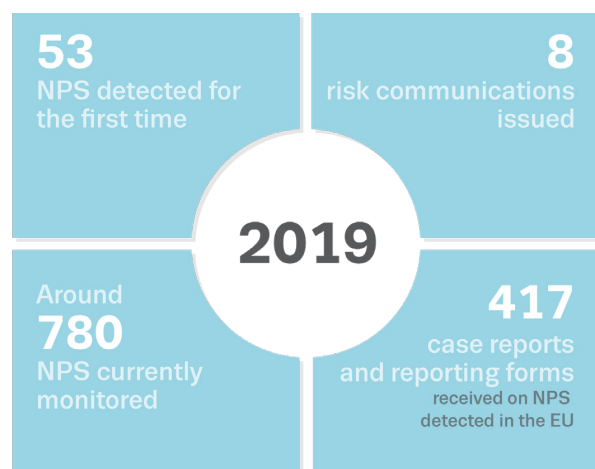 53
NPS detected for
the first time
8
risk communications
issued
2019
Around
780
NPS currently
monitored
417
case reports
and reporting forms
received on NPS
detected in the EU